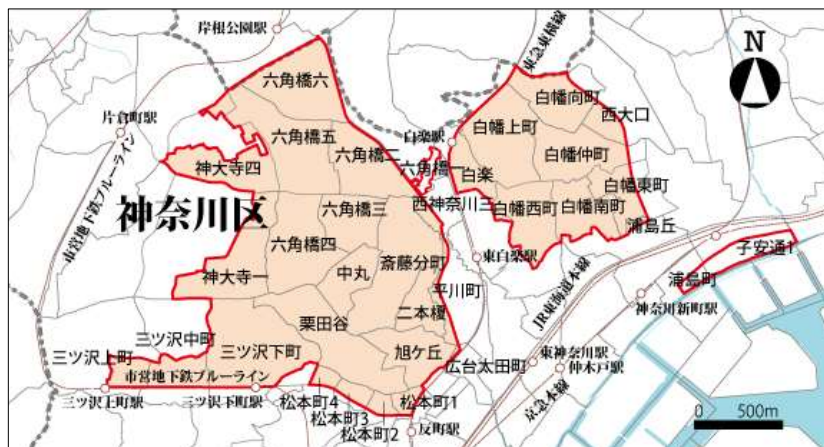 岸根公園駅
東急東横線
N
六角橋六
白幡向町
西大口
片倉町駅
六角橋五
白楽駅
白幡上町
六角橋二
白幡仲町
神大寺四
六角橋一
白楽
白幡東町
神奈川区
六角橋三
西神奈川三
白幡西町
白幡南町
浦島丘
市営地下鉄ブルーライン
六角橋四
斎藤分町
東白楽駅
子安通1
神大寺一
中丸
平川町
JR東海道本線
浦島町
神奈川新町駅
栗田谷
二本榎
三ツ沢中町
三ツ沢上町
三ツ沢下町
旭ケ丘
広台太田町
東神奈川駅
仲木戸駅
市営地下鉄ブルーライン
京急本線
三ツ沢上町駅
三ツ沢下町駅
松本町4
松本町3
松本町2
松本町1
反町駅
0 500m